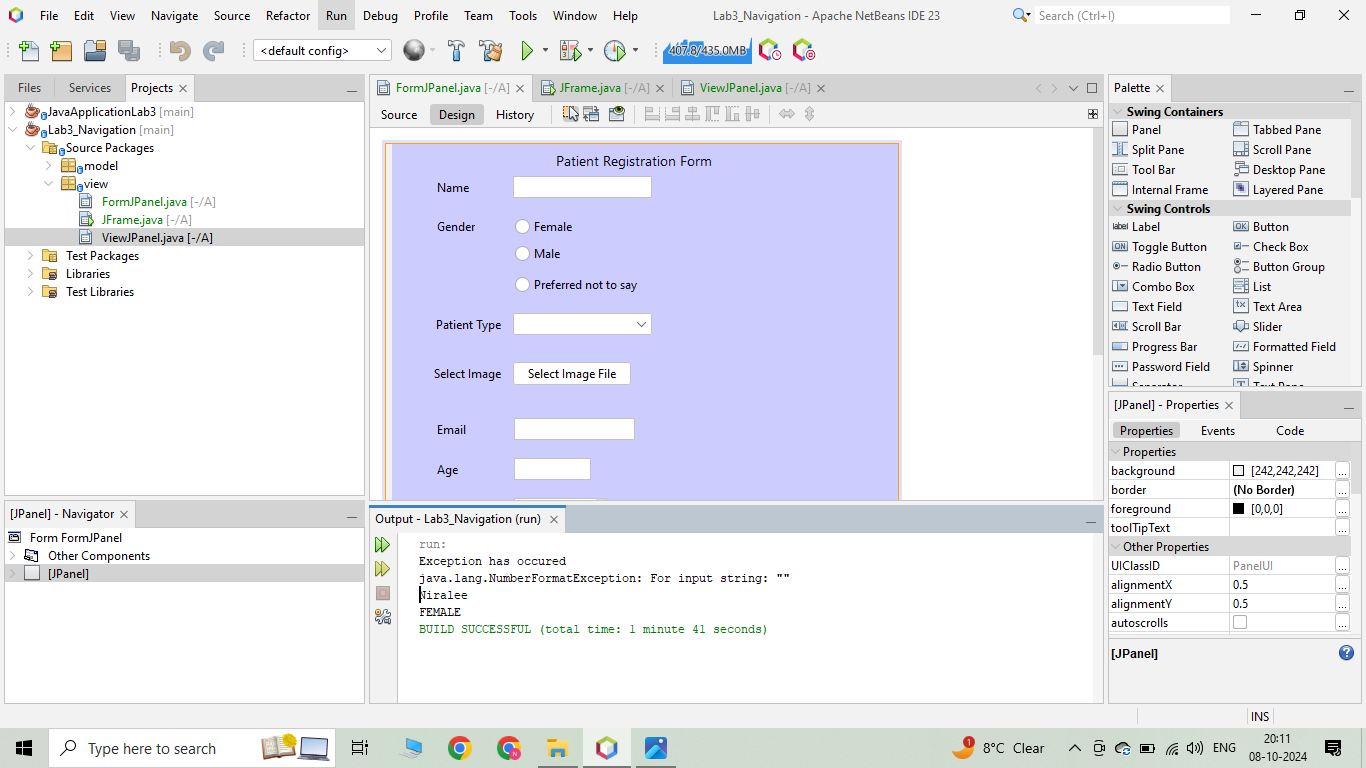 File Edit View Navigate Source Refactor Run Debug Profile Team Tools Window Help Lab3_Navigation - Apache NetBeans IDE 23 Search (Ctrl+I)
<default config> 407.8/435.0MB
Files Services Projects
JavaApplicationLab3 [main]
Lab3_Navigation [main]
Source Packages
model
view
FormJPanel.java [-/A]
JFrame.java [-/A]
ViewJPanel.java [-/A]
Test Packages
Libraries
Test Libraries
[JPanel] - Navigator
Form FormJPanel
Other Components
[JPanel]
FormJPanel.java [-/A] JFrame.java [-/A] ViewJPanel.java [-/A]
Source Design History
Patient Registration Form
Name
Gender Female
Male
Preferred not to say
Patient Type
Select Image Select Image File
Email
Age
Output - Lab3_Navigation (run)
run:
Exception has occured
java.lang.NumberFormatException: For input string: ""
Niralee
FEMALE
BUILD SUCCESSFUL (total time: 1 minute 41 seconds)
Palette
Swing Containers
Panel Tabbed Pane
Split Pane Scroll Pane
Tool Bar Desktop Pane
Internal Frame Layered Pane
Swing Controls
label Label OK Button
ON Toggle Button Check Box
Radio Button Button Group
Combo Box List
Text Field Text Area
Scroll Bar Slider
Progress Bar Formatted Field
Password Field Spinner
Separator Text Pane
[JPanel] - Properties
Properties Events Code
Properties
background [242,242,242] ...
border (No Border) ...
foreground [0,0,0] ...
toolTipText ...
Other Properties
UIClassID PanelUI ...
alignmentX 0.5 ...
alignmentY 0.5 ...
autoscrolls ...
[JPanel]
INS
Type here to search 1 8°C Clear ENG 20:11
08-10-2024